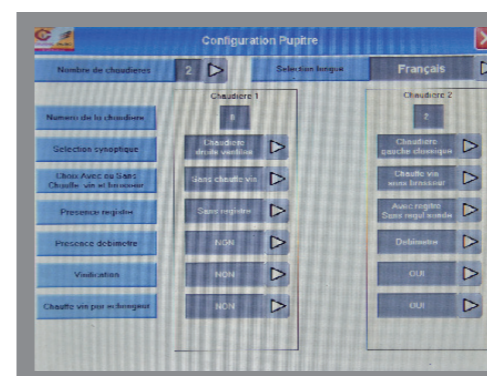 Configuration Pupitre
Nombre de chaudieres 2 Selection langue Français
Chaudiere 1 Chaudiere 2
Numero de la chaudiere 2
Selection synoptique Chaudiere droite Chaudiere gauche classique
Choix Avec ou Sans Chauffe vin et brasseur Sans chauffe vin Chauffe vin sans brasseur
Presence registre Sans registre Avec regitre Sans regul sonde
Presence debimetre NON Debimetre
Vinification NON OUI
Chauffe vin par echangeur NON OUI